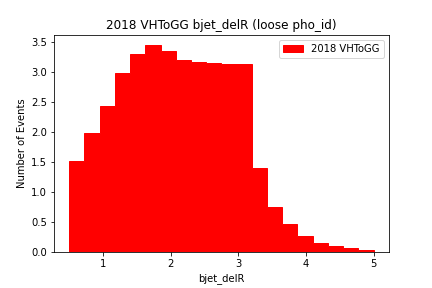 2018 VHToGG bjet_delR (loose pho_id)
2018 VHToGG
Number of Events
3.5
3.0
2.5
2.0
1.5
1.0
0.5
0.0
1 2 3 4 5
bjet_delR